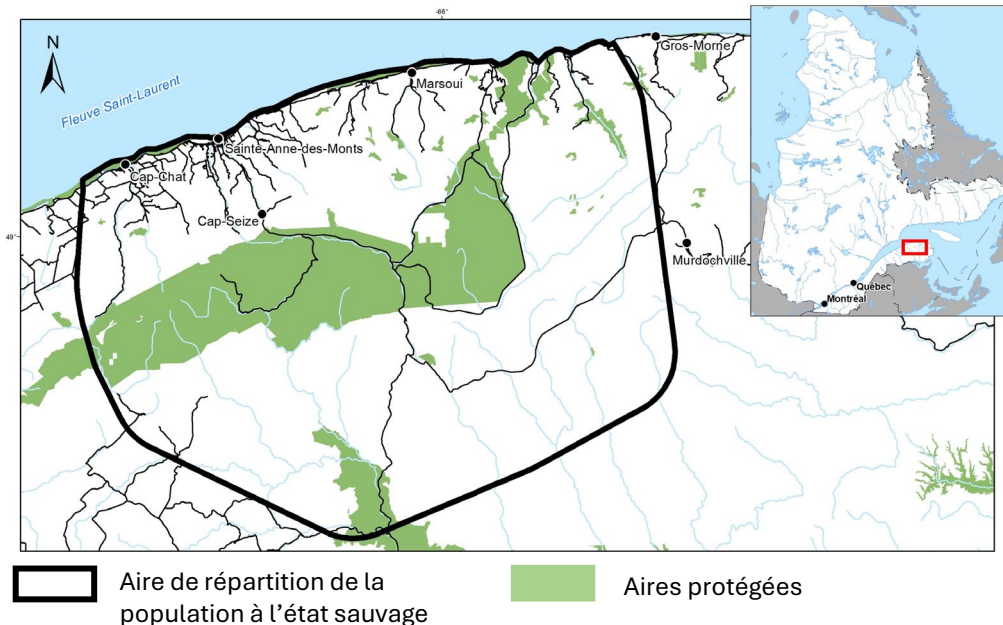 -66°
N
Fleuve Saint-Laurent
Gros-Morne
Marsoui
Sainte-Anne-des-Monts
Cap-Chat
Cap-Seize
49°
Murdochville
Québec
Montréal
Aire de répartition de la
population à l'état sauvage
Aires protégées